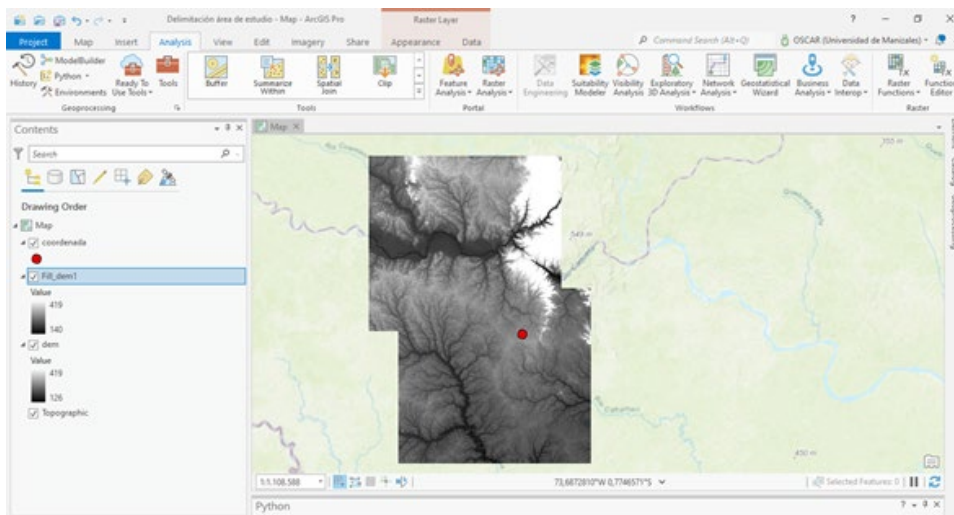 Delimitación área de estudio - Map - ArcGIS Pro
Raster Layer
?
Project
Map
Insert
Analysis
View
Edit
Imagery
Share
Appearance
Data
Command Search (Alt+Q)
OSCAR (Universidad de Manizales)
History
ModelBuilder
Python
Environments
Ready To Use Tools
Tools
Buffer
Summarize Within
Spatial Join
Clip
Feature Analysis
Raster Analysis
Data Engineering
Suitability Modeler
Visibility Analysis
Exploratory 3D Analysis
Network Analysis
Geostatistical Wizard
Business Analysis
Data Interop
Raster Functions
Function Editor
Geoprocessing
Tools
Portal
Workflows
Raster
Contents
Map
Search
Drawing Order
Map
coordenada
Fill_dem1
Value
419
140
dem
Value
419
126
Topographic
549 m
450 m
1:1.108.588
73,6872810°W 0,7746571°S
Selected Features: 0
Python
?